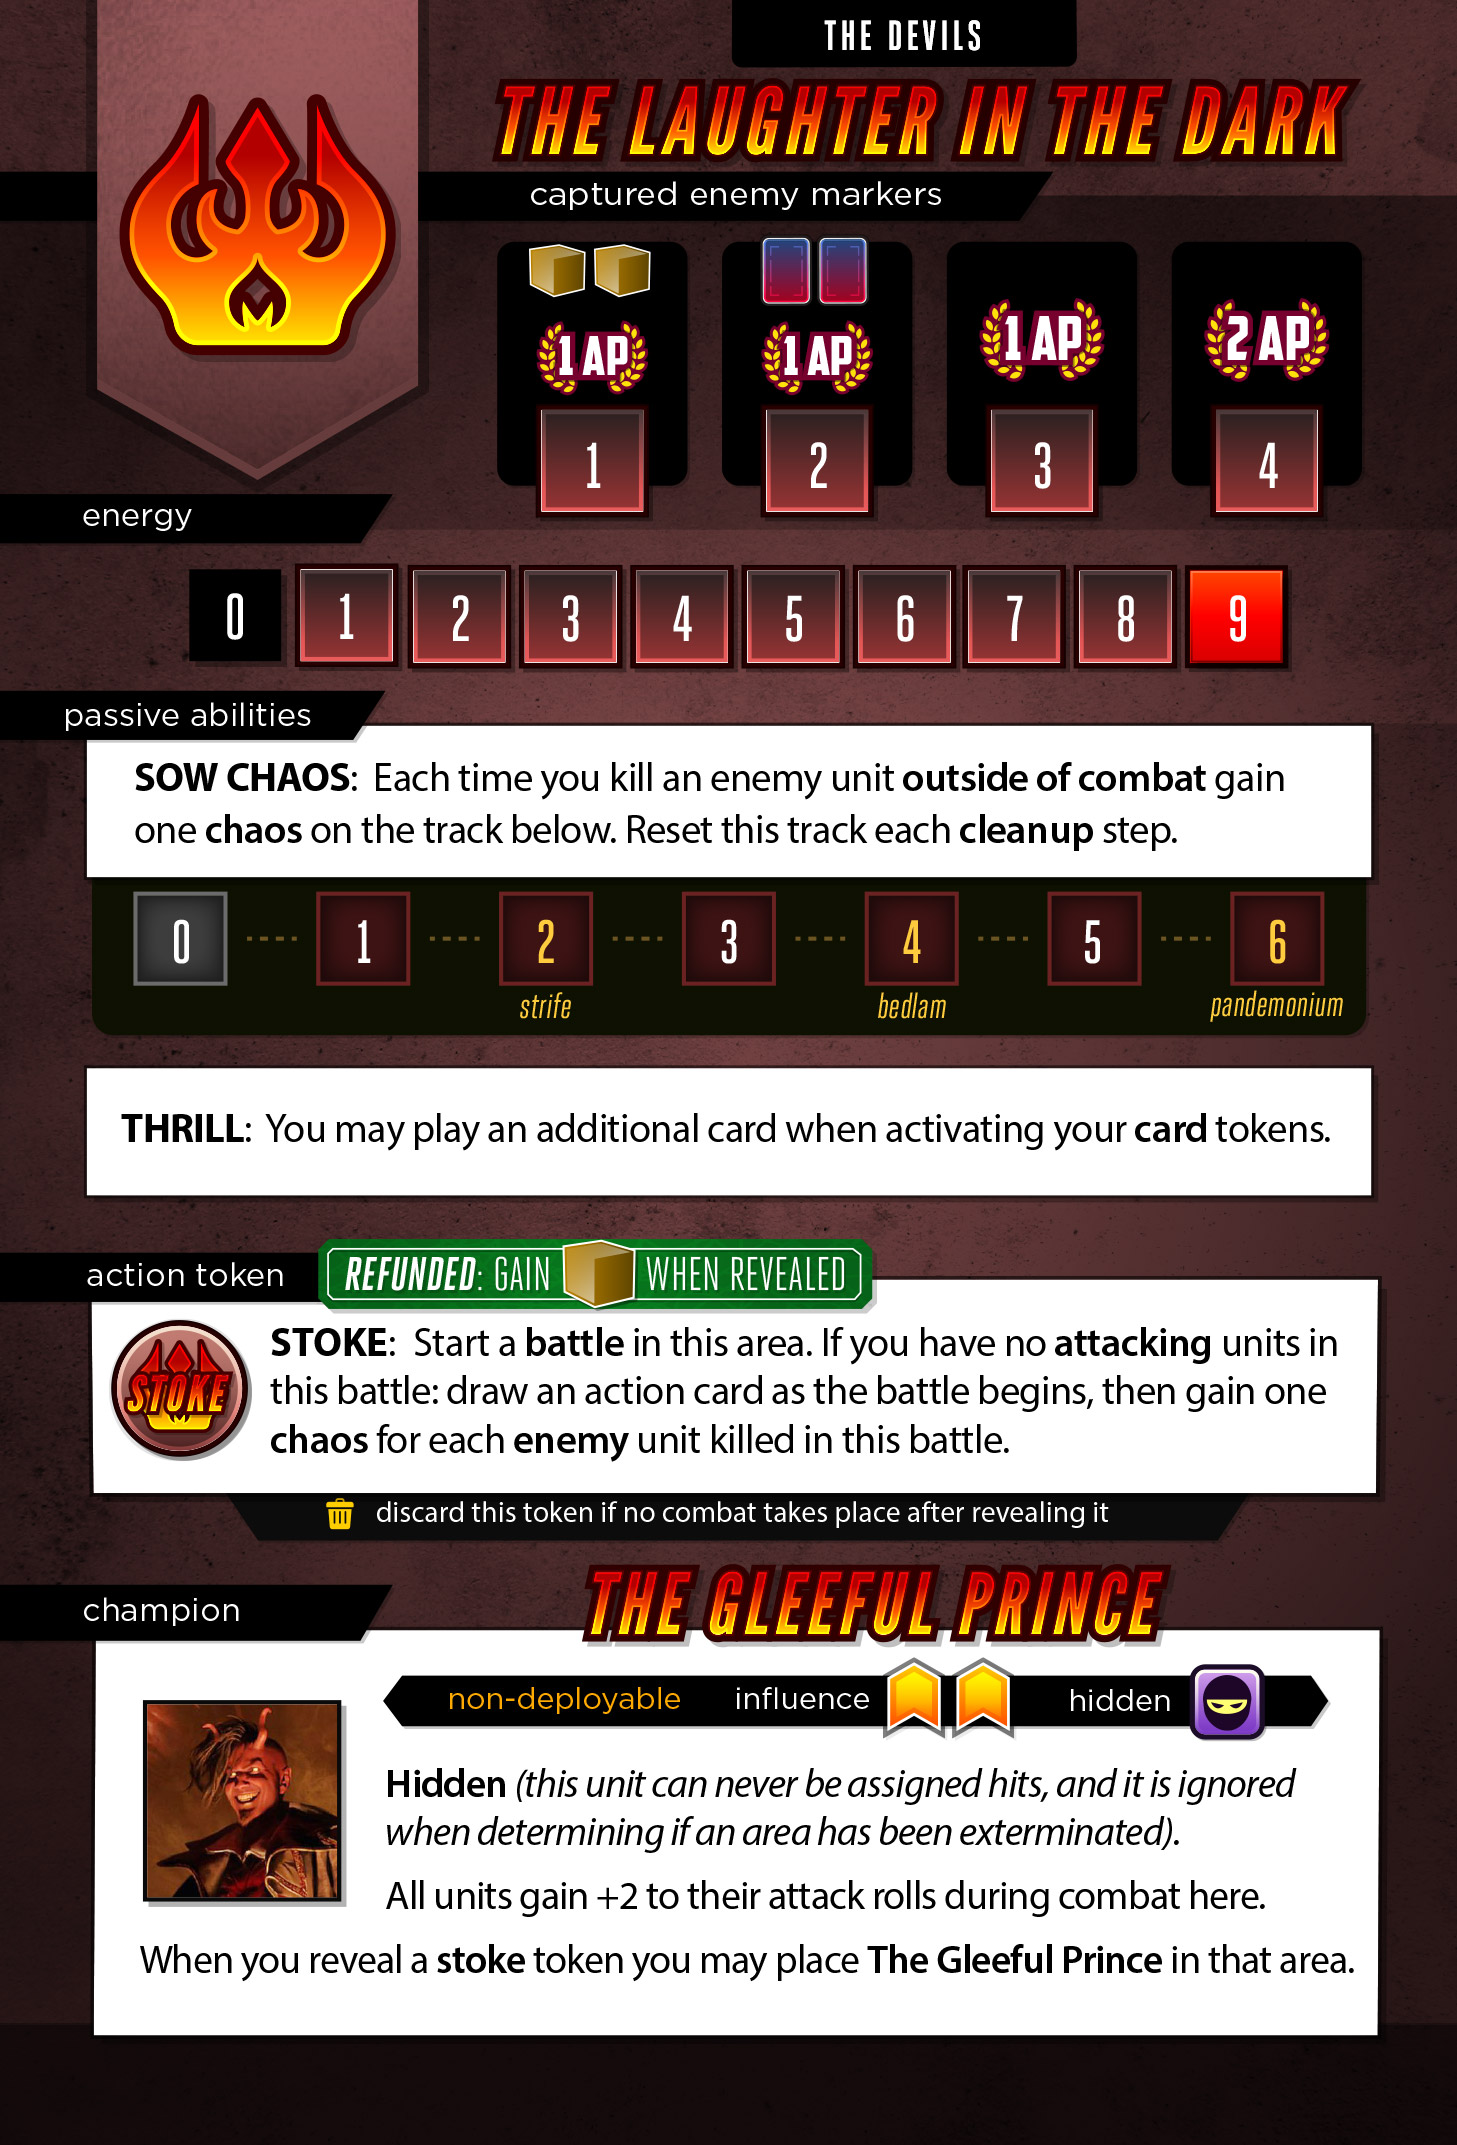 THE DEVILS
THE LAUGHTER IN THE DARK
captured enemy markers
1 AP 1 AP 1 AP 2 AP
1 2 3 4
energy
0 1 2 3 4 5 6 7 8 9
passive abilities
SOW CHAOS: Each time you kill an enemy unit outside of combat gain
one chaos on the track below. Reset this track each cleanup step.
0 1 2 3 4 5 6
strife bedlam pandemonium
THRILL: You may play an additional card when activating your card tokens.
action token
REFUNDED: GAIN WHEN REVEALED
STOKE
STOKE: Start a battle in this area. If you have no attacking units in
this battle: draw an action card as the battle begins, then gain one
chaos for each enemy unit killed in this battle.
discard this token if no combat takes place after revealing it
champion
THE GLEEFUL PRINCE
non-deployable influence hidden
Hidden (this unit can never be assigned hits, and it is ignored
when determining if an area has been exterminated).
All units gain +2 to their attack rolls during combat here.
When you reveal a stoke token you may place The Gleeful Prince in that area.